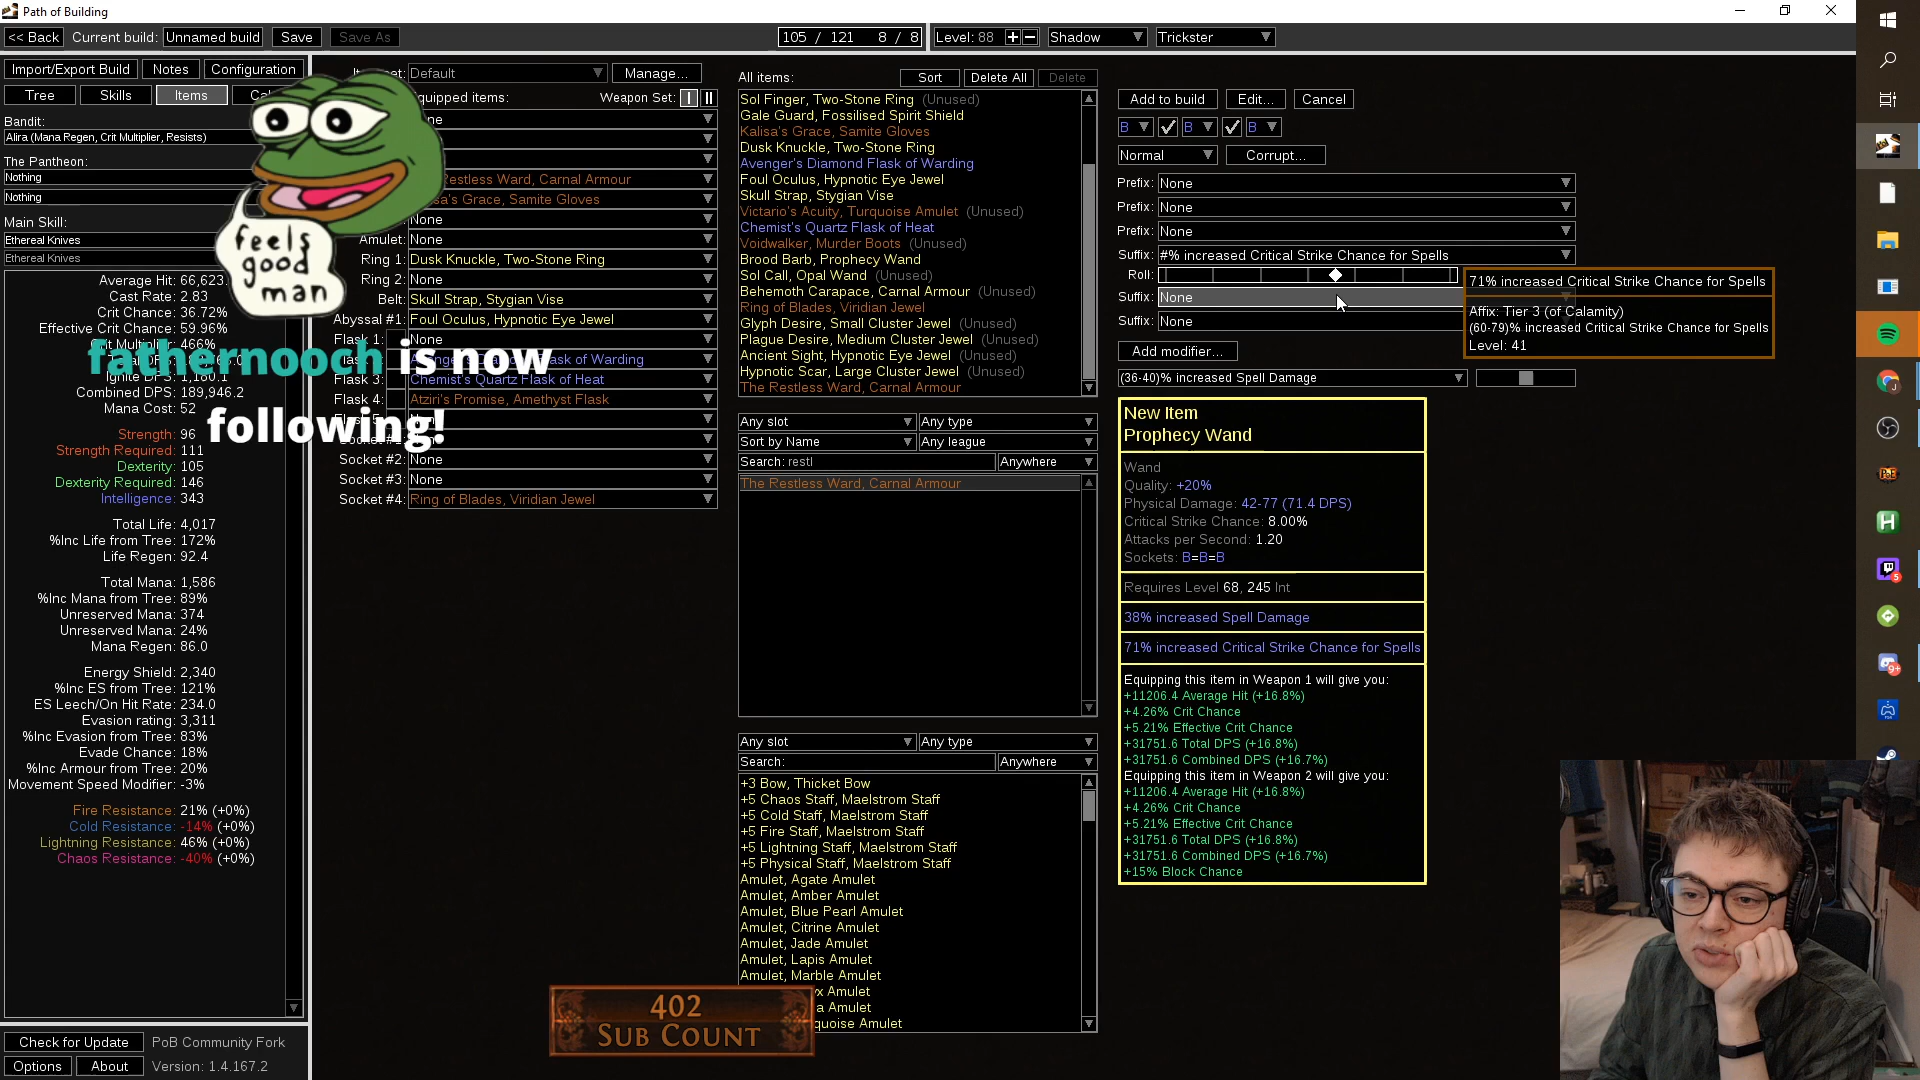 Path of Building
<< Back
Current build:
Unnamed build
Save
Save As
105 / 121 8 / 8
Level: 88
Shadow
Trickster
Import/Export Build
Notes
Configuration
Tree
Skills
Items
Bandit:
Alira (Mana Regen, Crit Multiplier, Resists)
The Pantheon:
Nothing
Nothing
Main Skill:
Ethereal Knives
Ethereal Knives
Average Hit: 66,623
Cast Rate: 2.83
Crit Chance: 36.72%
Effective Crit Chance: 59.96%
Crit Multiplier: 466%
Ignite DPS: 1,180.1
Combined DPS: 189,946.2
Mana Cost: 52
Strength: 96
Strength Required: 111
Dexterity: 105
Dexterity Required: 146
Intelligence: 343
Total Life: 4,017
%Inc Life from Tree: 172%
Life Regen: 92.4
Total Mana: 1,586
%Inc Mana from Tree: 89%
Unreserved Mana: 374
Unreserved Mana: 24%
Mana Regen: 86.0
Energy Shield: 2,340
%Inc ES from Tree: 121%
ES Leech/On Hit Rate: 234.0
Evasion rating: 3,311
%Inc Evasion from Tree: 83%
Evade Chance: 18%
%Inc Armour from Tree: 20%
Movement Speed Modifier: -3%
Fire Resistance: 21% (+0%)
Cold Resistance: -14% (+0%)
Lightning Resistance: 46% (+0%)
Chaos Resistance: -40% (+0%)
Check for Update
PoB Community Fork
Options
About
Version: 1.4.167.2
feels
good
man
fathernooch is now
following!
Default
Manage...
Equipped items:
Weapon Set: I II
Restless Ward, Carnal Armour
Grace, Samite Gloves
None
Amulet: None
Ring 1: Dusk Knuckle, Two-Stone Ring
Ring 2: None
Belt: Skull Strap, Stygian Vise
Abyssal #1: Foul Oculus, Hypnotic Eye Jewel
Flask 1:
Flask of Warding
Flask 3: Chemist's Quartz Flask of Heat
Flask 4: Atziri's Promise, Amethyst Flask
Socket #2: None
Socket #3: None
Socket #4: Ring of Blades, Viridian Jewel
All items:
Sort
Delete All
Delete
Sol Finger, Two-Stone Ring (Unused)
Gale Guard, Fossilised Spirit Shield
Kalisa's Grace, Samite Gloves
Dusk Knuckle, Two-Stone Ring
Avenger's Diamond Flask of Warding
Foul Oculus, Hypnotic Eye Jewel
Skull Strap, Stygian Vise
Victario's Acuity, Turquoise Amulet (Unused)
Chemist's Quartz Flask of Heat
Voidwalker, Murder Boots (Unused)
Brood Barb, Prophecy Wand
Sol Call, Opal Wand (Unused)
Behemoth Carapace, Carnal Armour (Unused)
Ring of Blades, Viridian Jewel
Glyph Desire, Small Cluster Jewel (Unused)
Plague Desire, Medium Cluster Jewel (Unused)
Ancient Sight, Hypnotic Eye Jewel (Unused)
Hypnotic Scar, Large Cluster Jewel (Unused)
The Restless Ward, Carnal Armour
Any slot
Any type
Sort by Name
Any league
Search: restl
Anywhere
The Restless Ward, Carnal Armour
Any slot
Any type
Search:
Anywhere
+3 Bow, Thicket Bow
+5 Chaos Staff, Maelstrom Staff
+5 Cold Staff, Maelstrom Staff
+5 Fire Staff, Maelstrom Staff
+5 Lightning Staff, Maelstrom Staff
+5 Physical Staff, Maelstrom Staff
Amulet, Agate Amulet
Amulet, Amber Amulet
Amulet, Blue Pearl Amulet
Amulet, Citrine Amulet
Amulet, Jade Amulet
Amulet, Lapis Amulet
Amulet, Marble Amulet
x Amulet
a Amulet
quoise Amulet
402
SUB COUNT
Add to build
Edit...
Cancel
B B B
Normal
Corrupt...
Prefix: None
Prefix: None
Prefix: None
Suffix: #% increased Critical Strike Chance for Spells
Roll:
Suffix: None
Suffix: None
71% increased Critical Strike Chance for Spells
Affix: Tier 3 (of Calamity)
(60-79)% increased Critical Strike Chance for Spells
Level: 41
Add modifier...
(36-40)% increased Spell Damage
New Item
Prophecy Wand
Wand
Quality: +20%
Physical Damage: 42-77 (71.4 DPS)
Critical Strike Chance: 8.00%
Attacks per Second: 1.20
Sockets: B=B=B
Requires Level 68, 245 Int
38% increased Spell Damage
71% increased Critical Strike Chance for Spells
Equipping this item in Weapon 1 will give you:
+11206.4 Average Hit (+16.8%)
+4.26% Crit Chance
+5.21% Effective Crit Chance
+31751.6 Total DPS (+16.8%)
+31751.6 Combined DPS (+16.7%)
Equipping this item in Weapon 2 will give you:
+11206.4 Average Hit (+16.8%)
+4.26% Crit Chance
+5.21% Effective Crit Chance
+31751.6 Total DPS (+16.8%)
+31751.6 Combined DPS (+16.7%)
+15% Block Chance